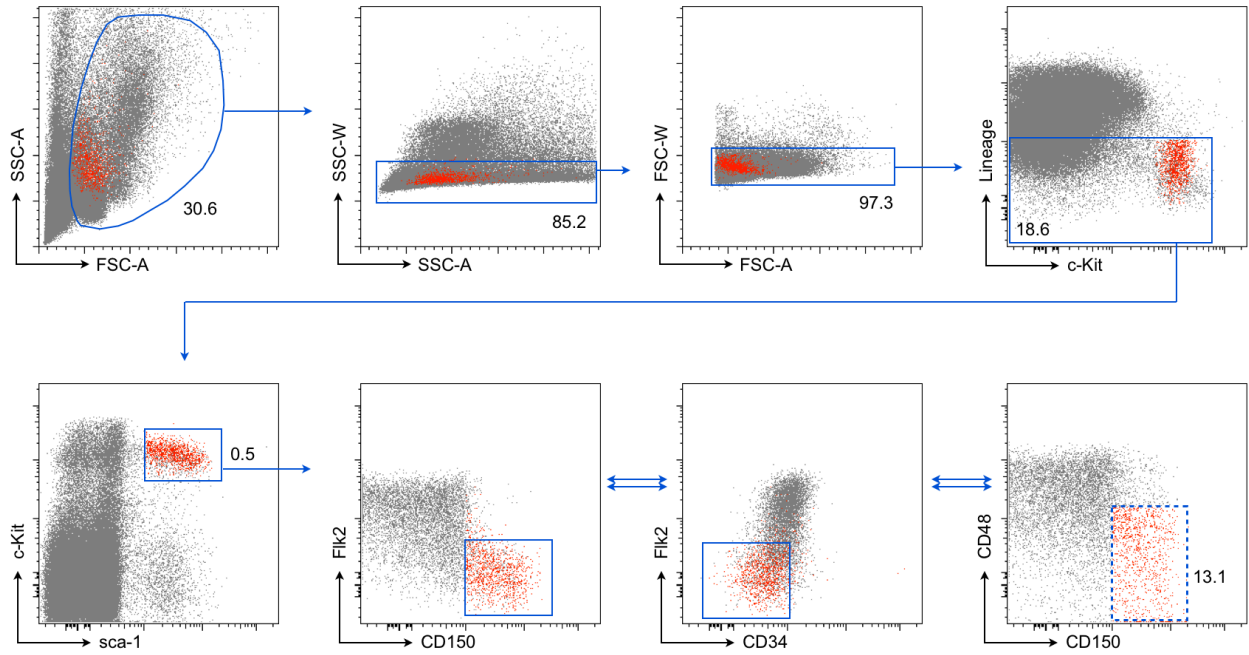 SSC-A
30.6
FSC-A
SSC-W
85.2
SSC-A
FSC-W
97.3
FSC-A
Lineage
18.6
c-Kit
c-Kit
0.5
sca-1
Flk2
CD150
Flk2
CD34
CD48
13.1
CD150